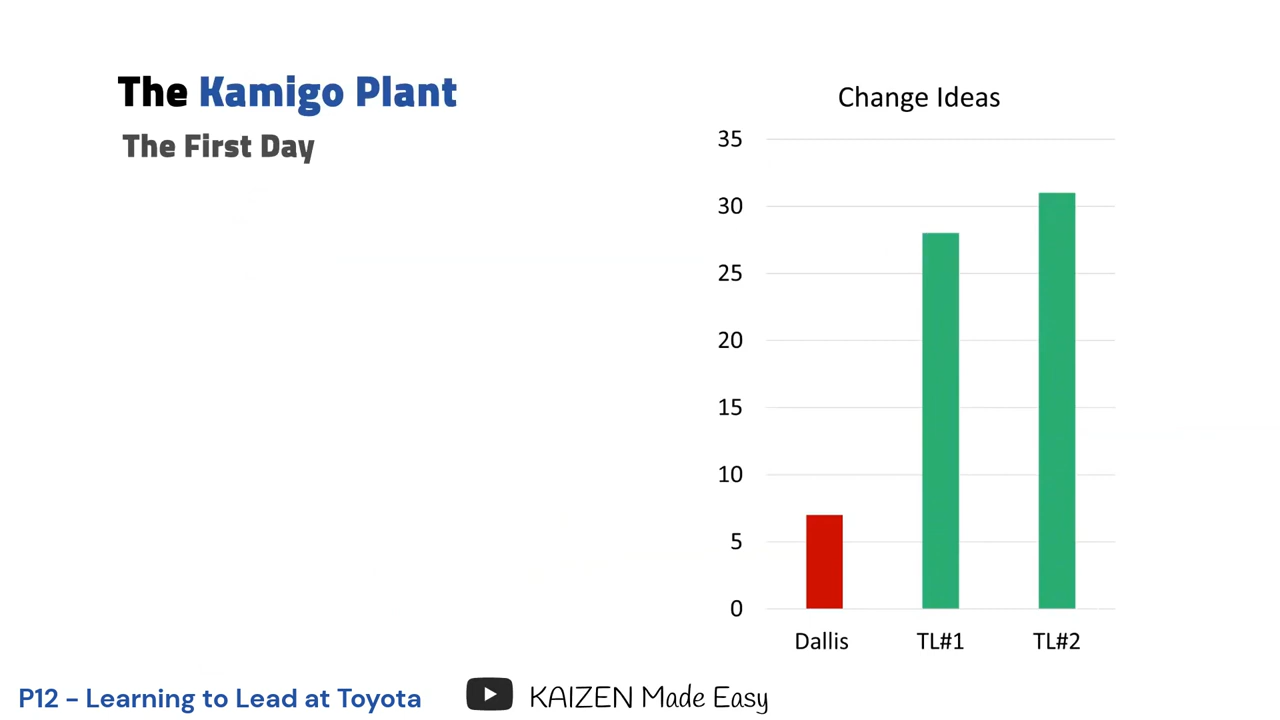 The Kamigo Plant
The First Day
Change Ideas
35
30
25
20
15
10
5
0
Dallis TL#1 TL#2
P12 - Learning to Lead at Toyota
KAIZEN Made Easy